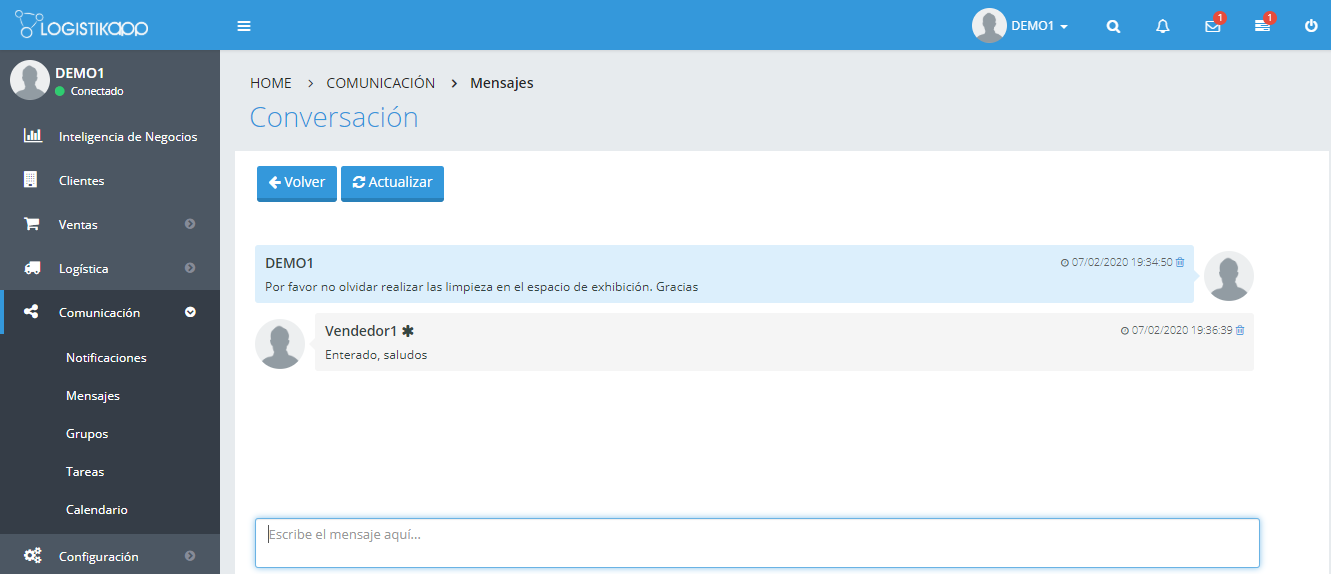 LOGISTIKAPP
DEMO1
1
1
DEMO1
Conectado
Inteligencia de Negocios
Clientes
Ventas
Logística
Comunicación
Notificaciones
Mensajes
Grupos
Tareas
Calendario
Configuración
HOME > COMUNICACIÓN > Mensajes
Conversación
Volver
Actualizar
DEMO1
07/02/2020 19:34:50
Por favor no olvidar realizar las limpieza en el espacio de exhibición. Gracias
Vendedor1 ✱
07/02/2020 19:36:39
Enterado, saludos
Escribe el mensaje aquí...